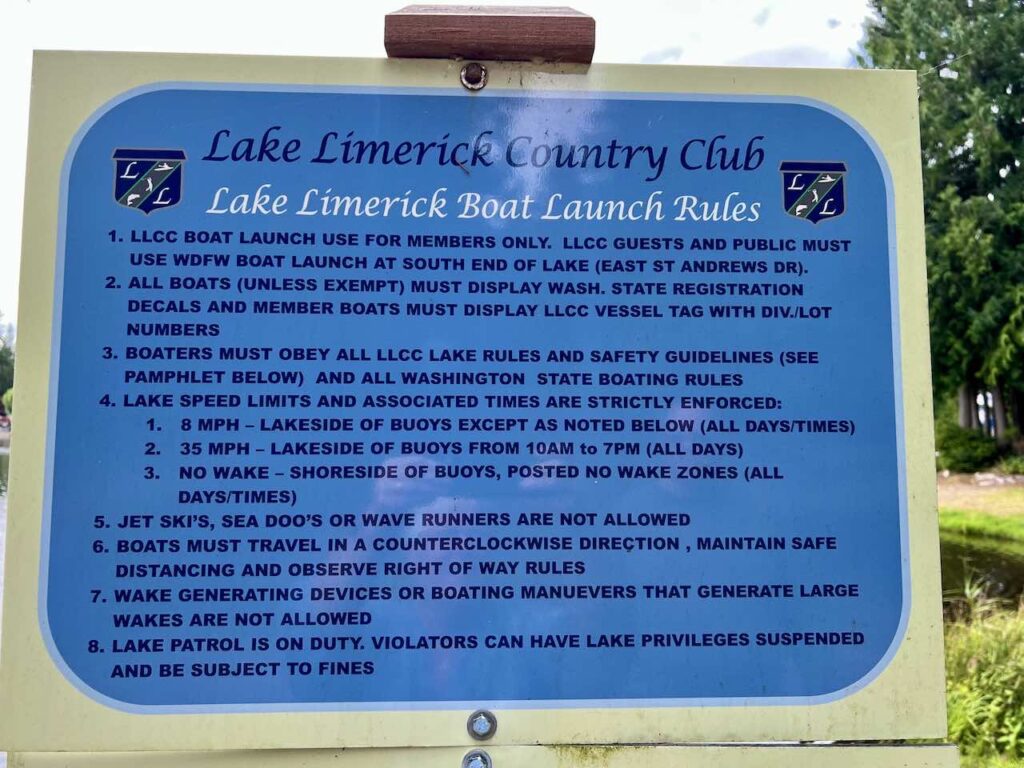 Lake Limerick Country Club
Lake Limerick Boat Launch Rules
1. LLCC BOAT LAUNCH USE FOR MEMBERS ONLY. LLCC GUESTS AND PUBLIC MUST
USE WDFW BOAT LAUNCH AT SOUTH END OF LAKE (EAST ST ANDREWS DR).
2. ALL BOATS (UNLESS EXEMPT) MUST DISPLAY WASH. STATE REGISTRATION
DECALS AND MEMBER BOATS MUST DISPLAY LLCC VESSEL TAG WITH DIV./LOT
NUMBERS
3. BOATERS MUST OBEY ALL LLCC LAKE RULES AND SAFETY GUIDELINES (SEE
PAMPHLET BELOW) AND ALL WASHINGTON STATE BOATING RULES
4. LAKE SPEED LIMITS AND ASSOCIATED TIMES ARE STRICTLY ENFORCED:
1. 8 MPH – LAKESIDE OF BUOYS EXCEPT AS NOTED BELOW (ALL DAYS/TIMES)
2. 35 MPH – LAKESIDE OF BUOYS FROM 10AM to 7PM (ALL DAYS)
3. NO WAKE – SHORESIDE OF BUOYS, POSTED NO WAKE ZONES (ALL
DAYS/TIMES)
5. JET SKI'S, SEA DOO'S OR WAVE RUNNERS ARE NOT ALLOWED
6. BOATS MUST TRAVEL IN A COUNTERCLOCKWISE DIRECTION , MAINTAIN SAFE
DISTANCING AND OBSERVE RIGHT OF WAY RULES
7. WAKE GENERATING DEVICES OR BOATING MANUEVERS THAT GENERATE LARGE
WAKES ARE NOT ALLOWED
8. LAKE PATROL IS ON DUTY. VIOLATORS CAN HAVE LAKE PRIVILEGES SUSPENDED
AND BE SUBJECT TO FINES
L L
L L